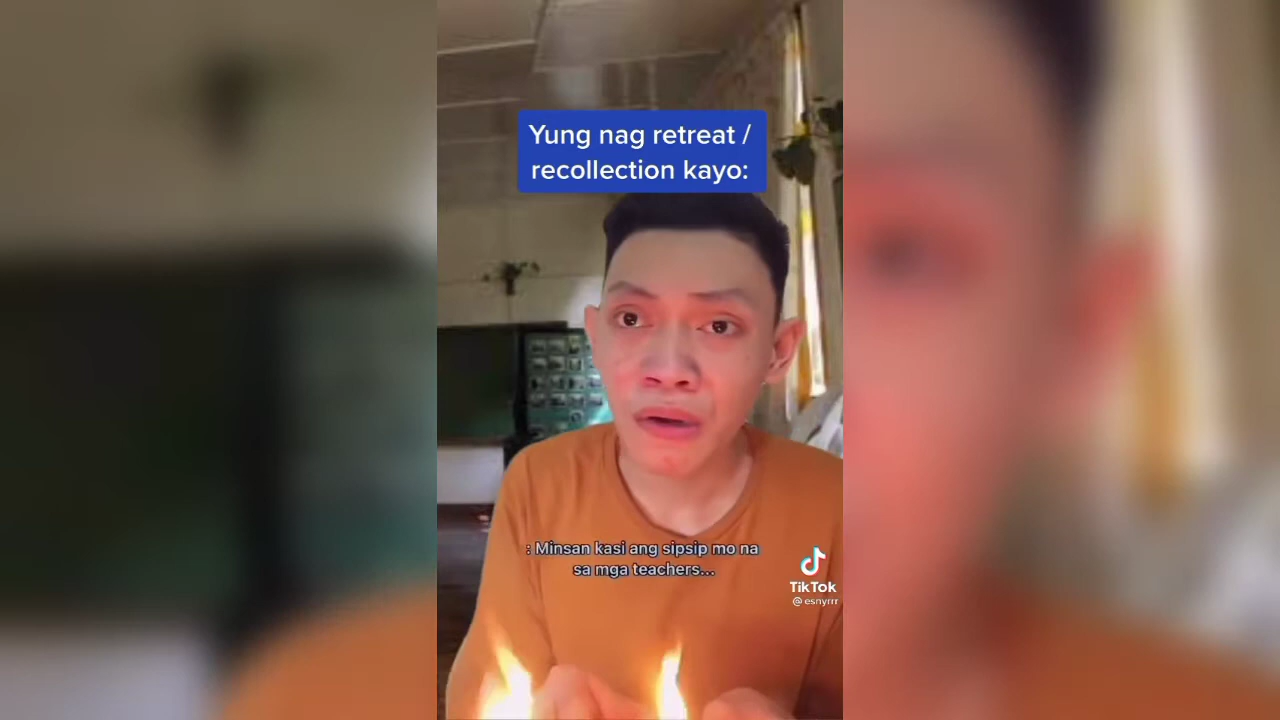 Yung nag retreat /
recollection kayo:
: Minsan kasi ang sipsip mo na
sa mga teachers...
TikTok
@esnyrrr